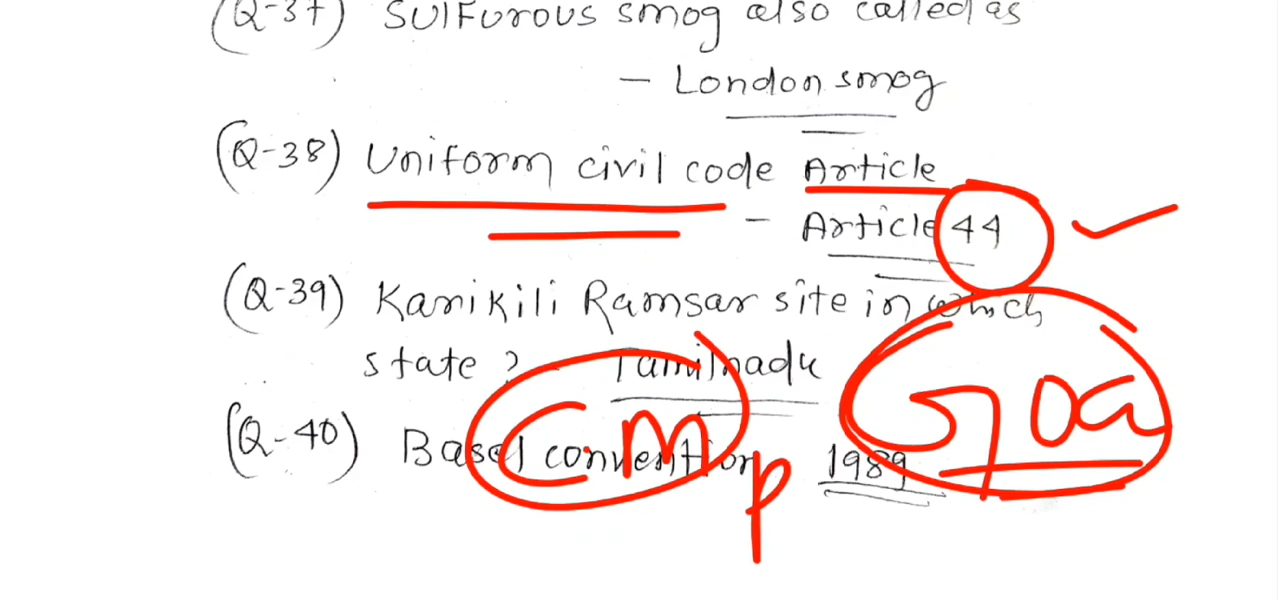 (Q-37) Sulfurous smog also called as
- London smog
(Q-38) Uniform civil code Article
- Article 44
(Q-39) Karikili Ramsar site in which
state? Tamilnadu
goa
(Q-40) Basel convention 1989
CM
P